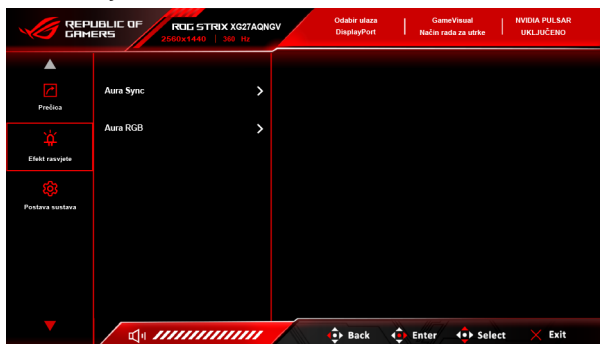 REPUBLIC OF
GAMERS
ROG STRIX XG27AQNGV
2560x1440 | 360 Hz
Odabir ulaza
DisplayPort
GameVisual
Način rada za utrke
NVIDIA PULSAR
UKLJUČENO
Prečica
Efekt rasvjete
Postava sustava
Aura Sync
Aura RGB
Back
Enter
Select
Exit